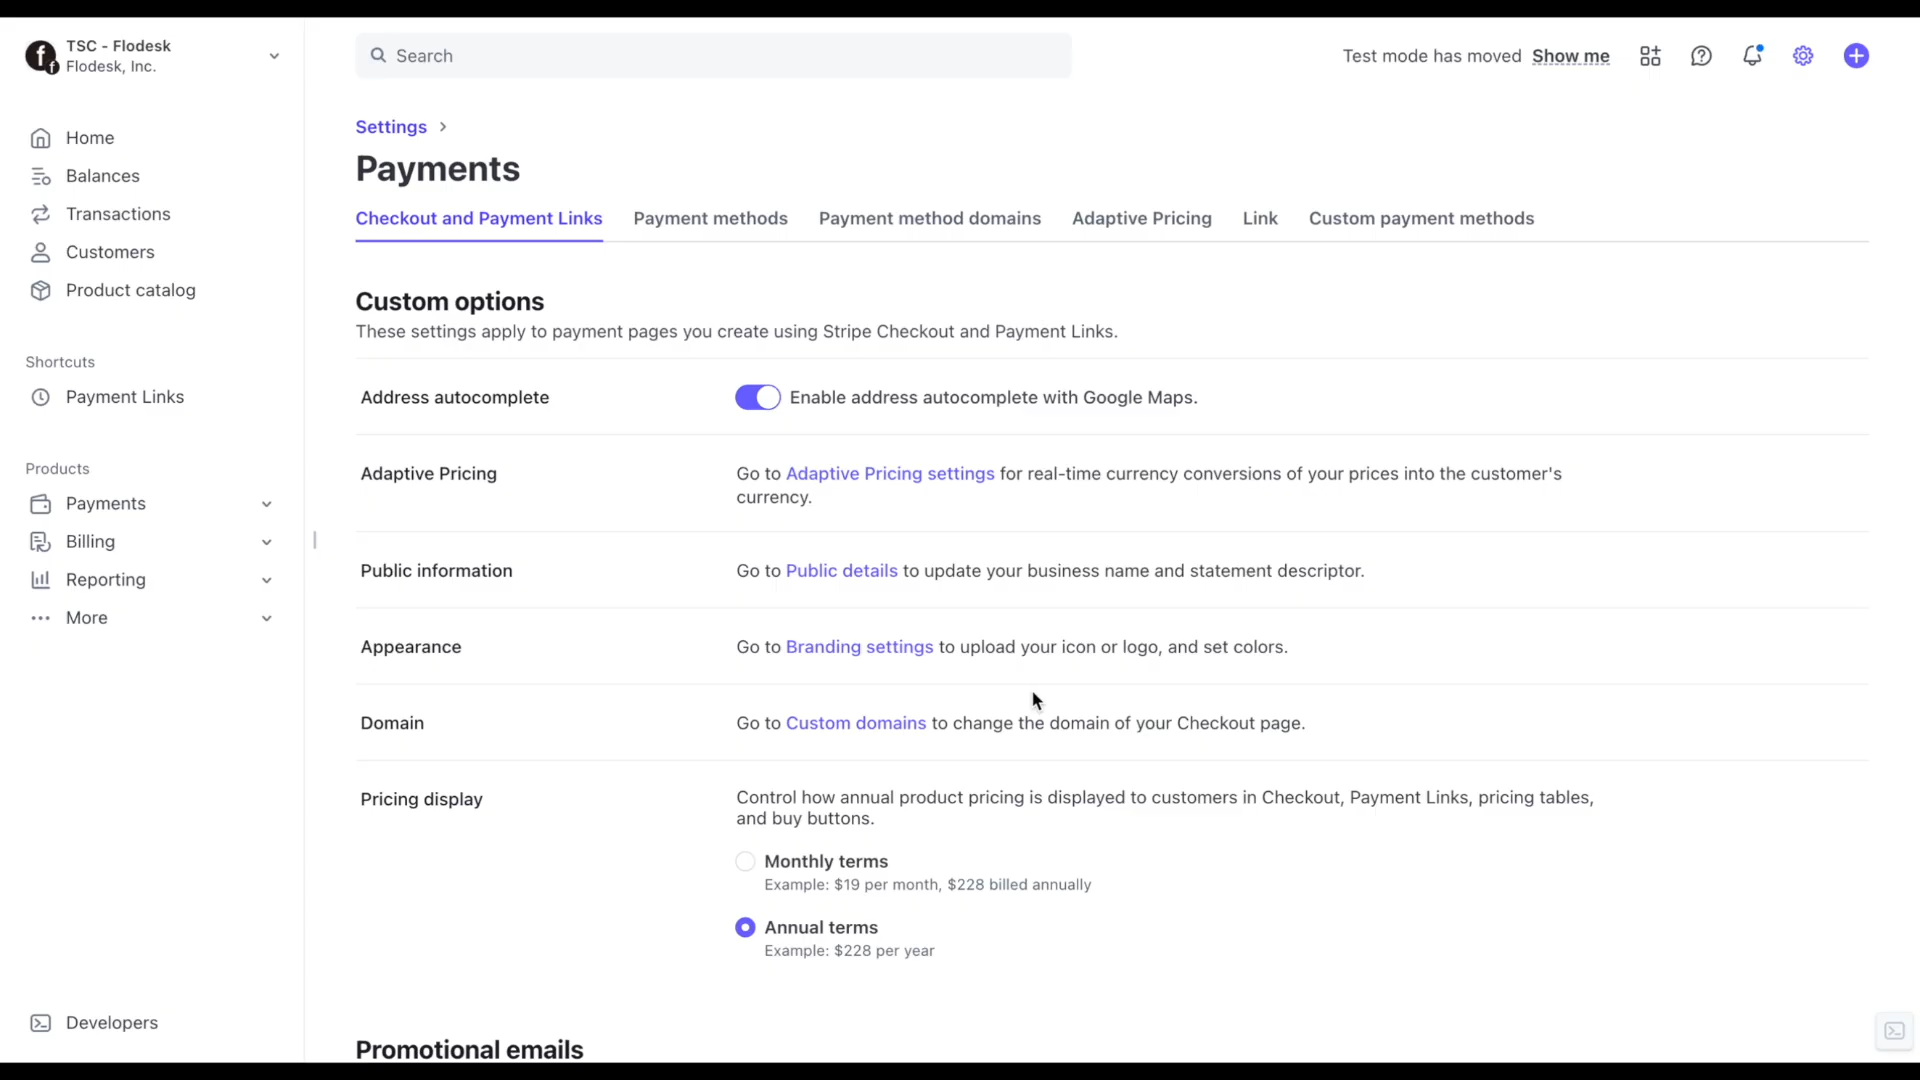 TSC - Flodesk
Flodesk, Inc.
Search
Test mode has moved Show me
Home
Balances
Transactions
Customers
Product catalog
Shortcuts
Payment Links
Products
Payments
Billing
Reporting
More
Developers
Settings
Payments
Checkout and Payment Links
Payment methods
Payment method domains
Adaptive Pricing
Link
Custom payment methods
Custom options
These settings apply to payment pages you create using Stripe Checkout and Payment Links.
Address autocomplete
Enable address autocomplete with Google Maps.
Adaptive Pricing
Go to Adaptive Pricing settings for real-time currency conversions of your prices into the customer's
currency.
Public information
Go to Public details to update your business name and statement descriptor.
Appearance
Go to Branding settings to upload your icon or logo, and set colors.
Domain
Go to Custom domains to change the domain of your Checkout page.
Pricing display
Control how annual product pricing is displayed to customers in Checkout, Payment Links, pricing tables,
and buy buttons.
Monthly terms
Example: $19 per month, $228 billed annually
Annual terms
Example: $228 per year
Promotional emails